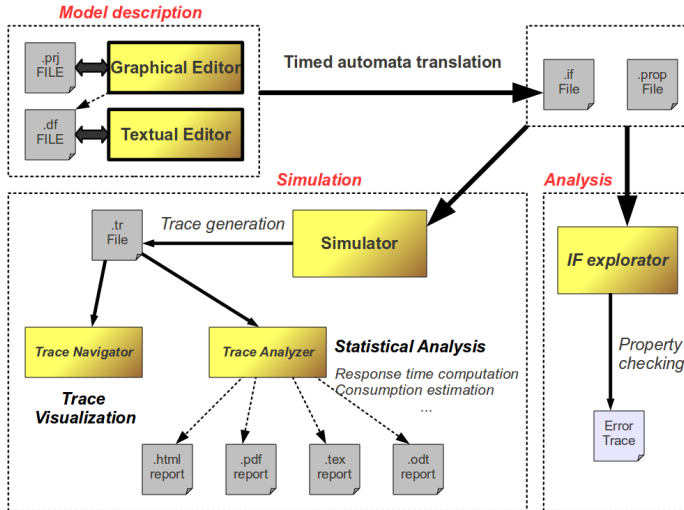 Model description
.prj
FILE
Graphical Editor
.df
FILE
Textual Editor
Timed automata translation
.if
File
.prop
File
Simulation
Analysis
.tr
File
Trace generation
Simulator
IF explorator
Trace Navigator
Trace Analyzer
Trace
Visualization
Statistical Analysis
Response time computation
Consumption estimation
...
Property
checking
.html
report
.pdf
report
.tex
report
.odt
report
Error
Trace